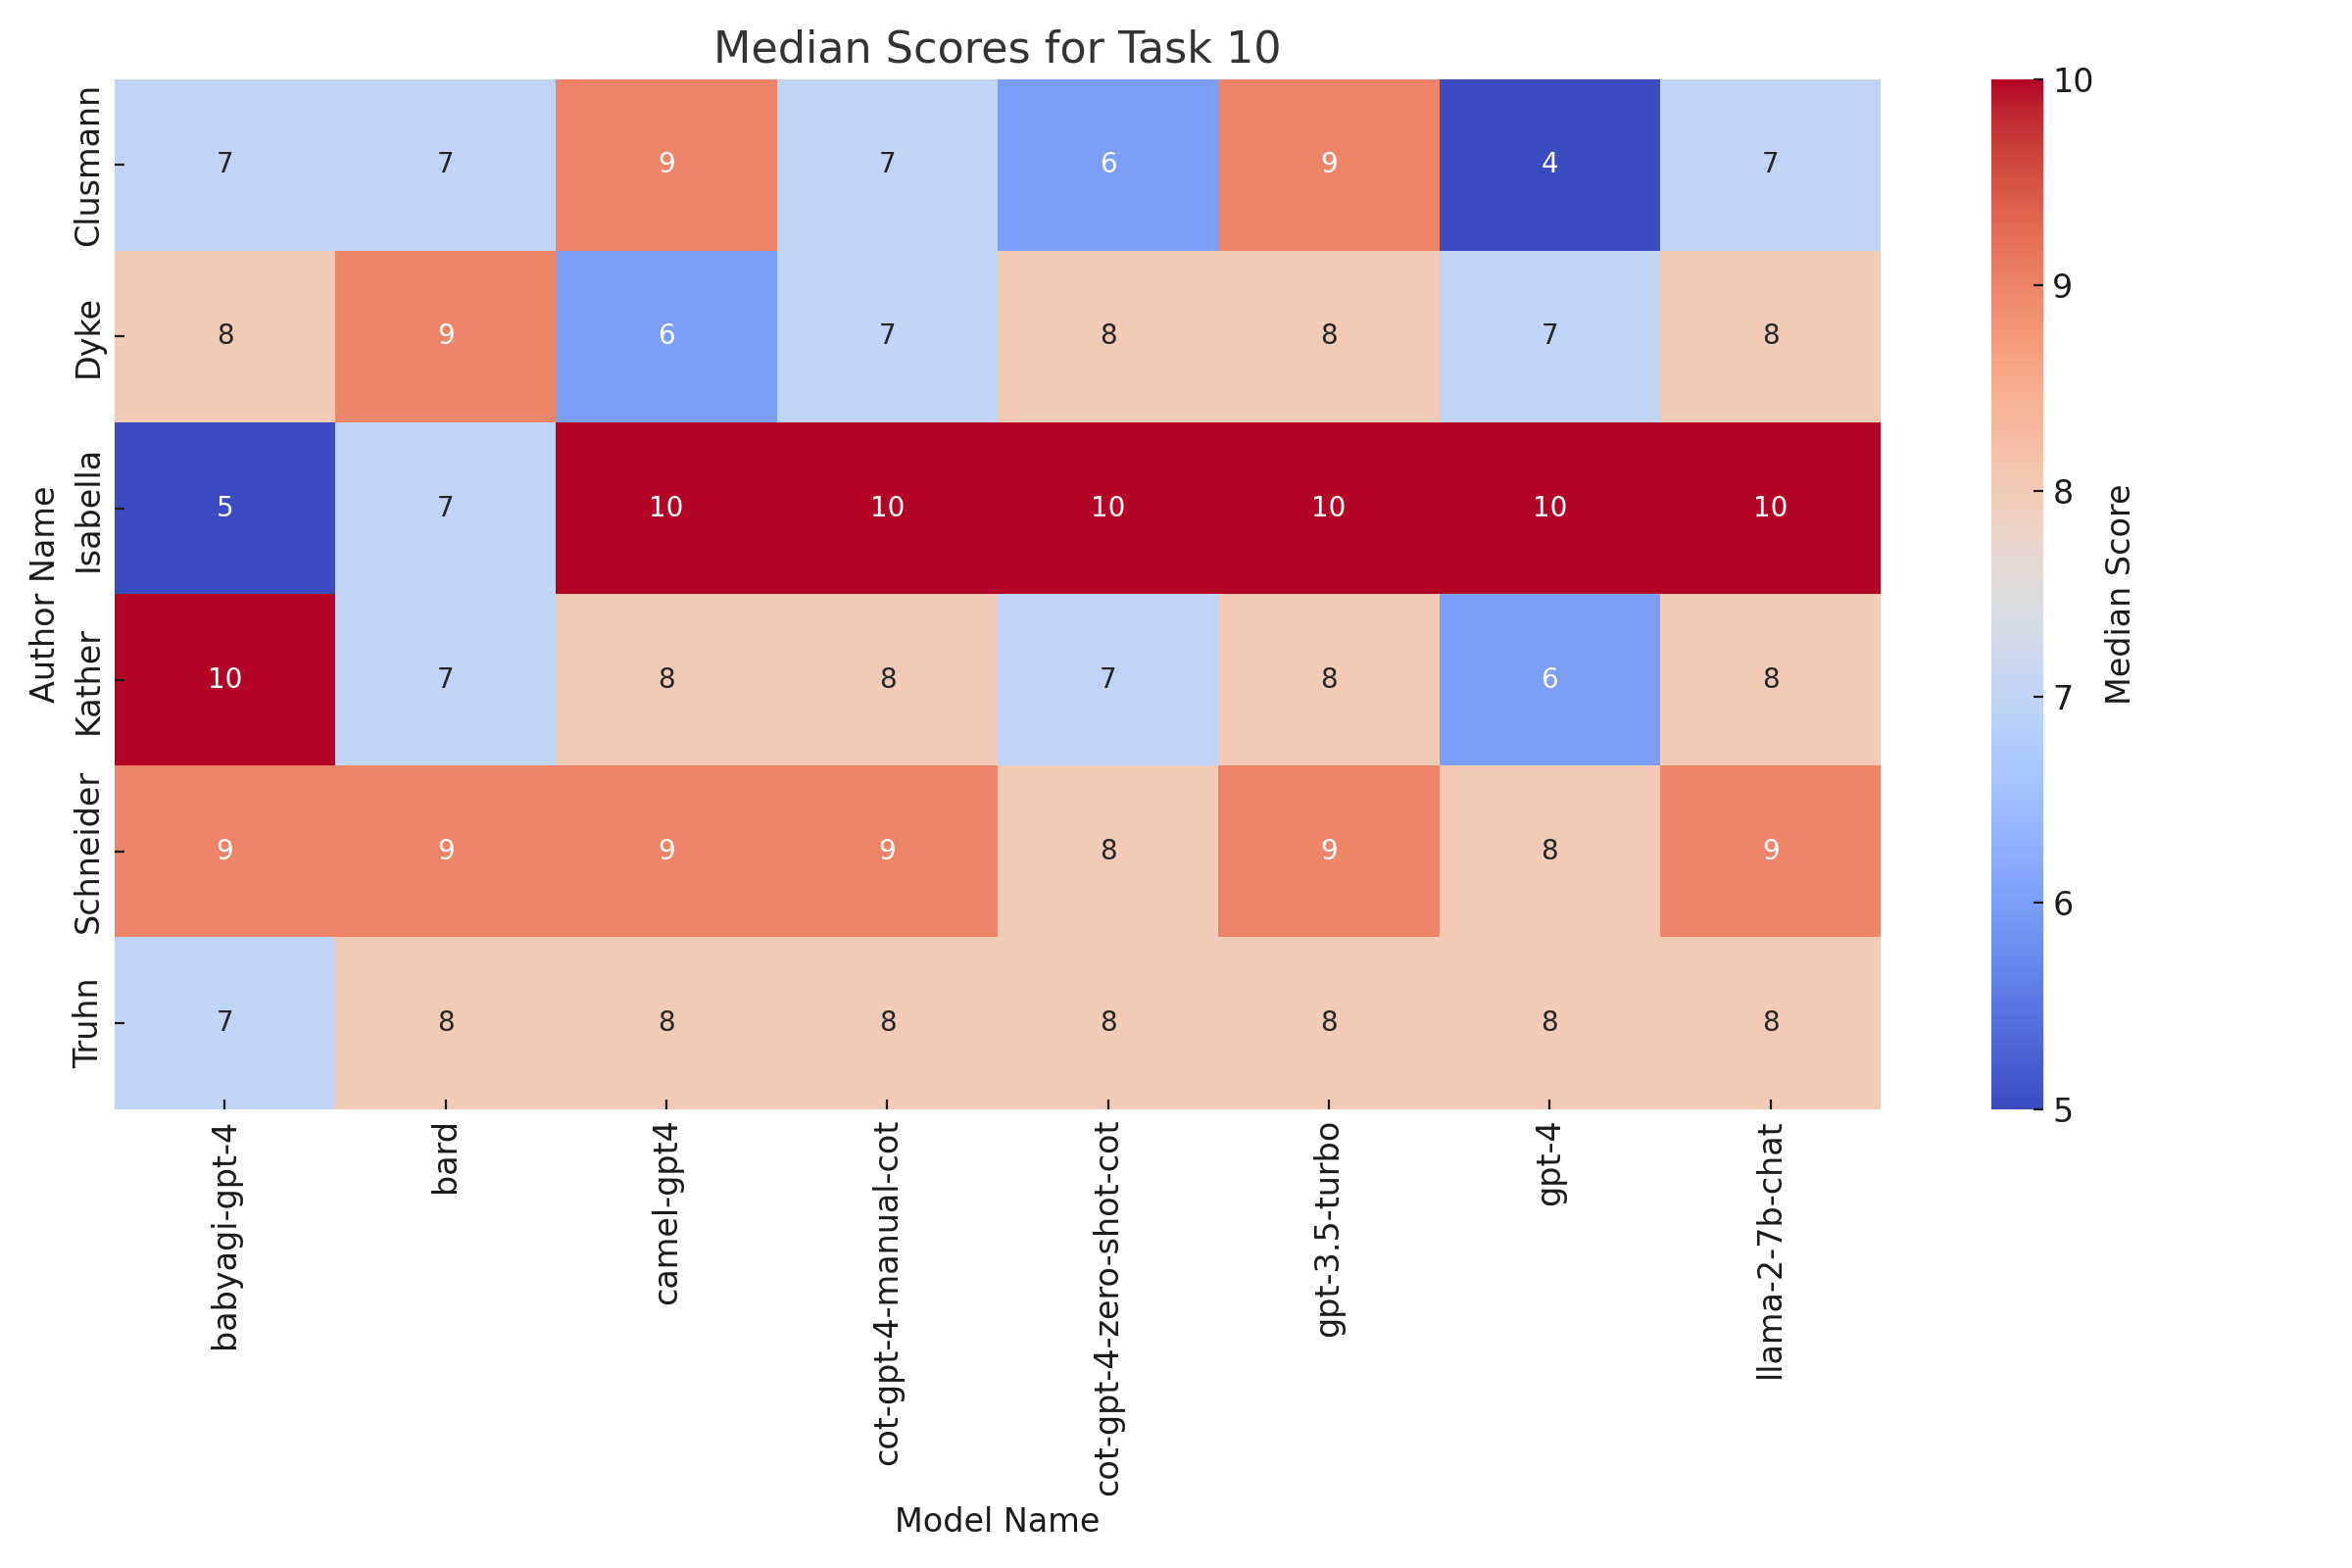 Median Scores for Task 10
Author Name
Clusmann
7 7 9 7 6 9 4 7
Dyke
8 9 6 7 8 8 7 8
Isabella
5 7 10 10 10 10 10 10
Kather
10 7 8 8 7 8 6 8
Schneider
9 9 9 9 8 9 8 9
Truhn
7 8 8 8 8 8 8 8
babyagi-gpt-4
bard
camel-gpt4
cot-gpt-4-manual-cot
cot-gpt-4-zero-shot-cot
gpt-3.5-turbo
gpt-4
llama-2-7b-chat
Model Name
10
9
8
7
6
5
Median Score